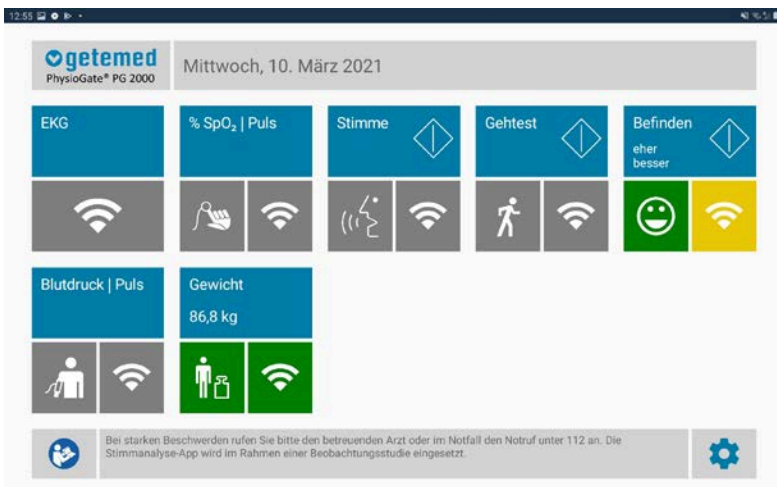 12:55
getemed
PhysioGate® PG 2000
Mittwoch, 10. März 2021
EKG
% SpO₂ | Puls
Stimme
Gehtest
Befinden
eher
besser
Blutdruck | Puls
Gewicht
86,8 kg
Bei starken Beschwerden rufen Sie bitte den betreuenden Arzt oder im Notfall den Notruf unter 112 an. Die
Stimmanalyse-App wird im Rahmen einer Beobachtungsstudie eingesetzt.